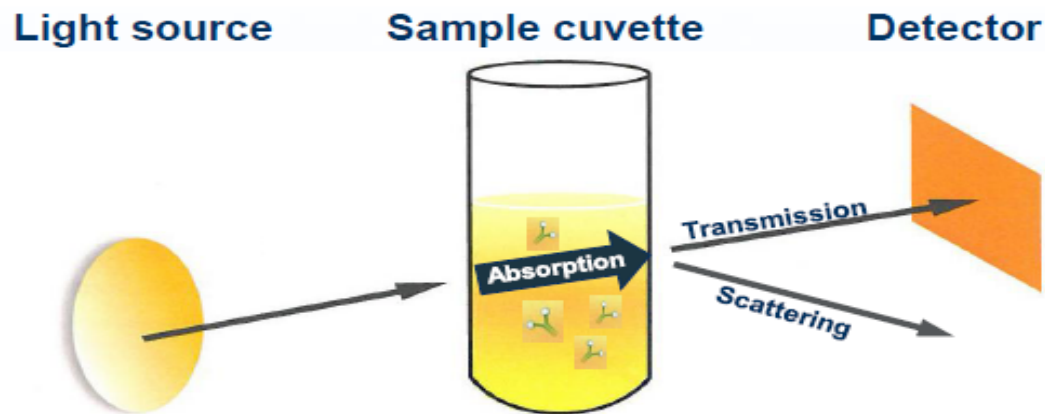 Light source
Sample cuvette
Detector
Transmission
Absorption
Scattering